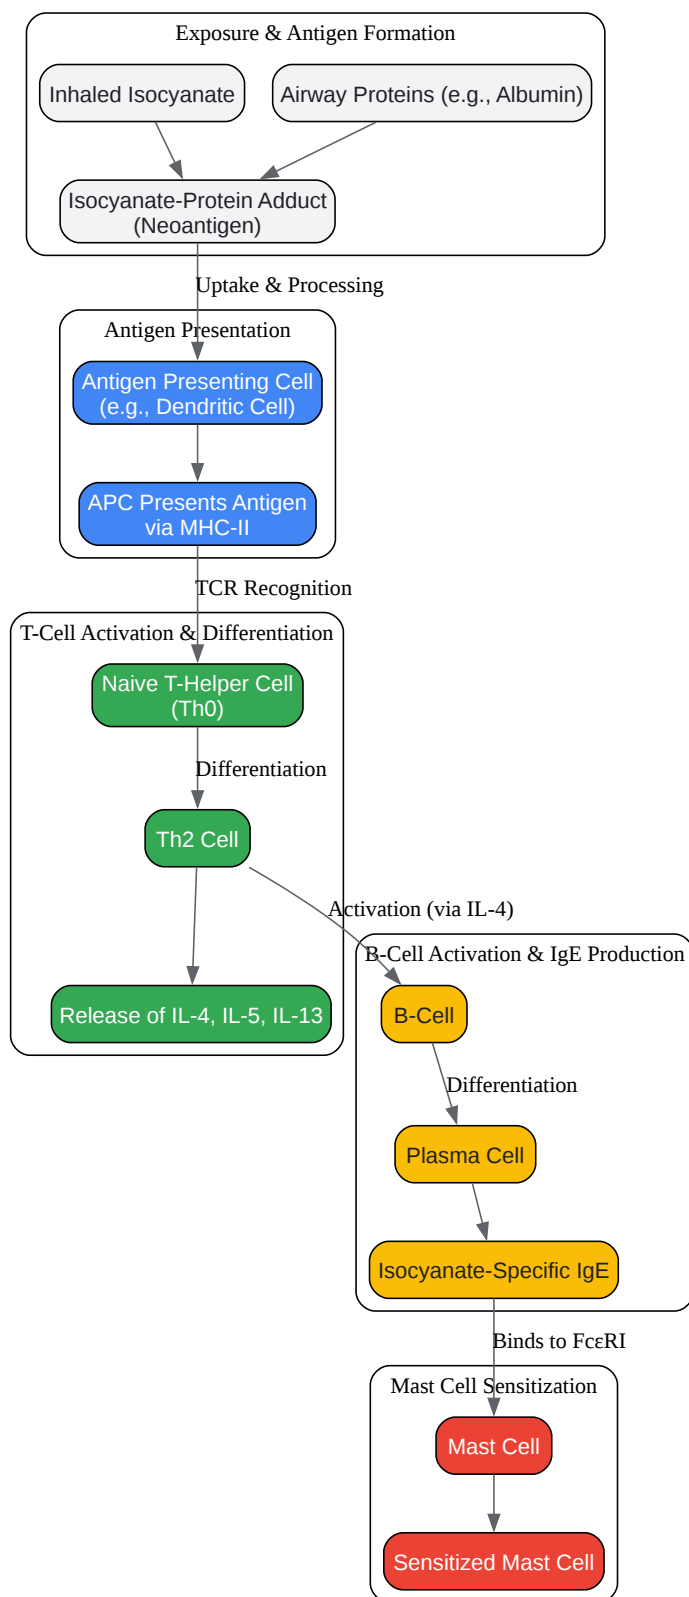 Exposure & Antigen Formation
Inhaled Isocyanate
Airway Proteins (e.g., Albumin)
Isocyanate-Protein Adduct
(Neoantigen)
Uptake & Processing
Antigen Presentation
Antigen Presenting Cell
(e.g., Dendritic Cell)
APC Presents Antigen
via MHC-II
TCR Recognition
T-Cell Activation & Differentiation
Naive T-Helper Cell
(Th0)
Differentiation
Th2 Cell
Activation (via IL-4)
B-Cell Activation & IgE Production
Release of IL-4, IL-5, IL-13
B-Cell
Differentiation
Plasma Cell
Isocyanate-Specific IgE
Binds to FcεRI
Mast Cell Sensitization
Mast Cell
Sensitized Mast Cell